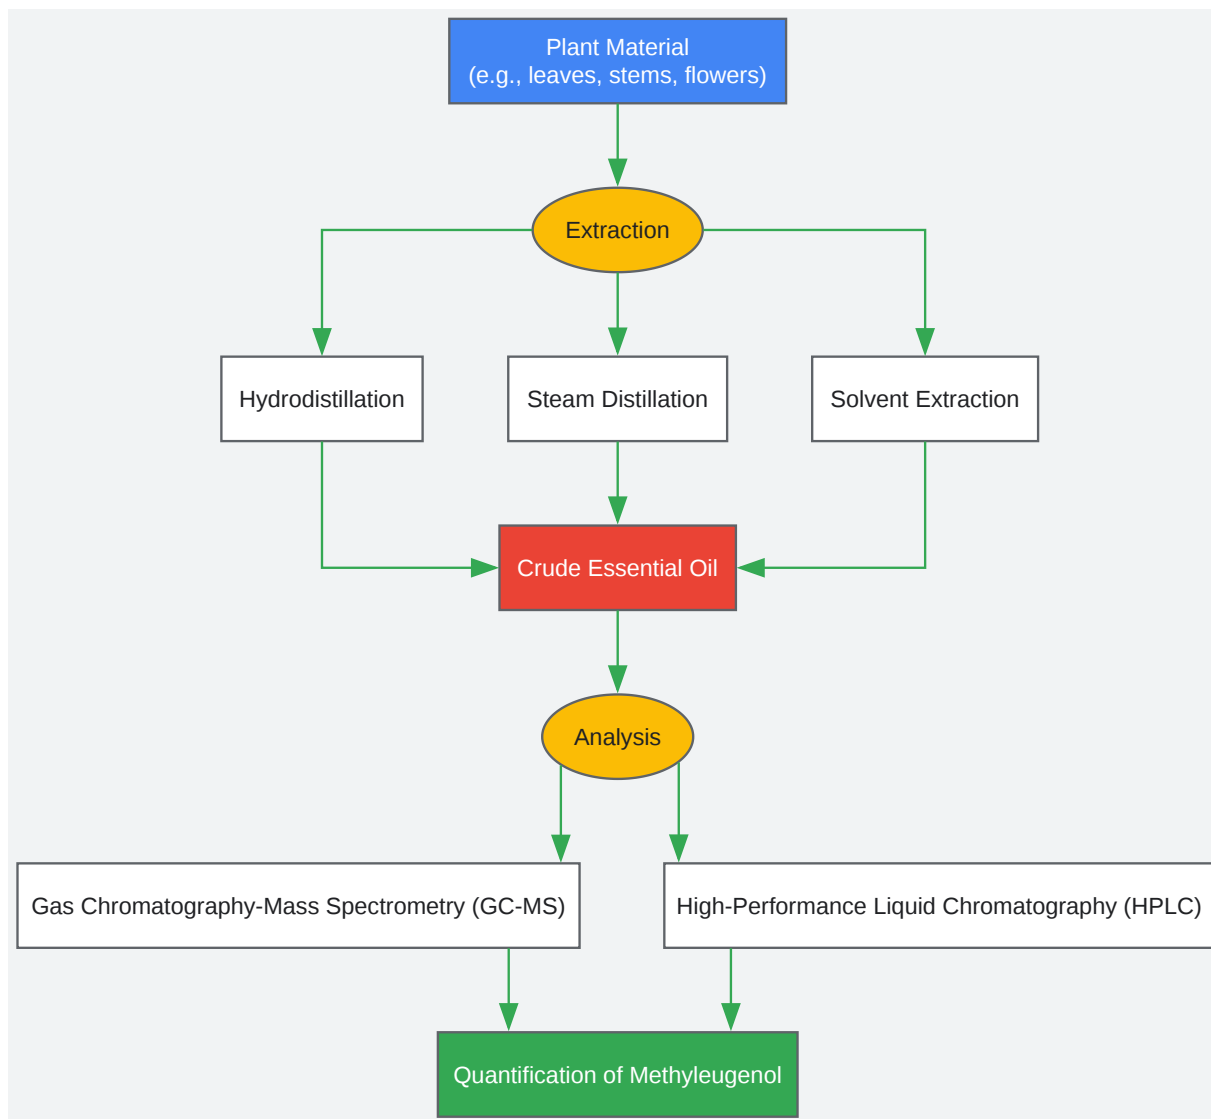 Plant Material
(e.g., leaves, stems, flowers)
Extraction
Hydrodistillation
Steam Distillation
Solvent Extraction
Crude Essential Oil
Analysis
Gas Chromatography-Mass Spectrometry (GC-MS)
High-Performance Liquid Chromatography (HPLC)
Quantification of Methyleugenol